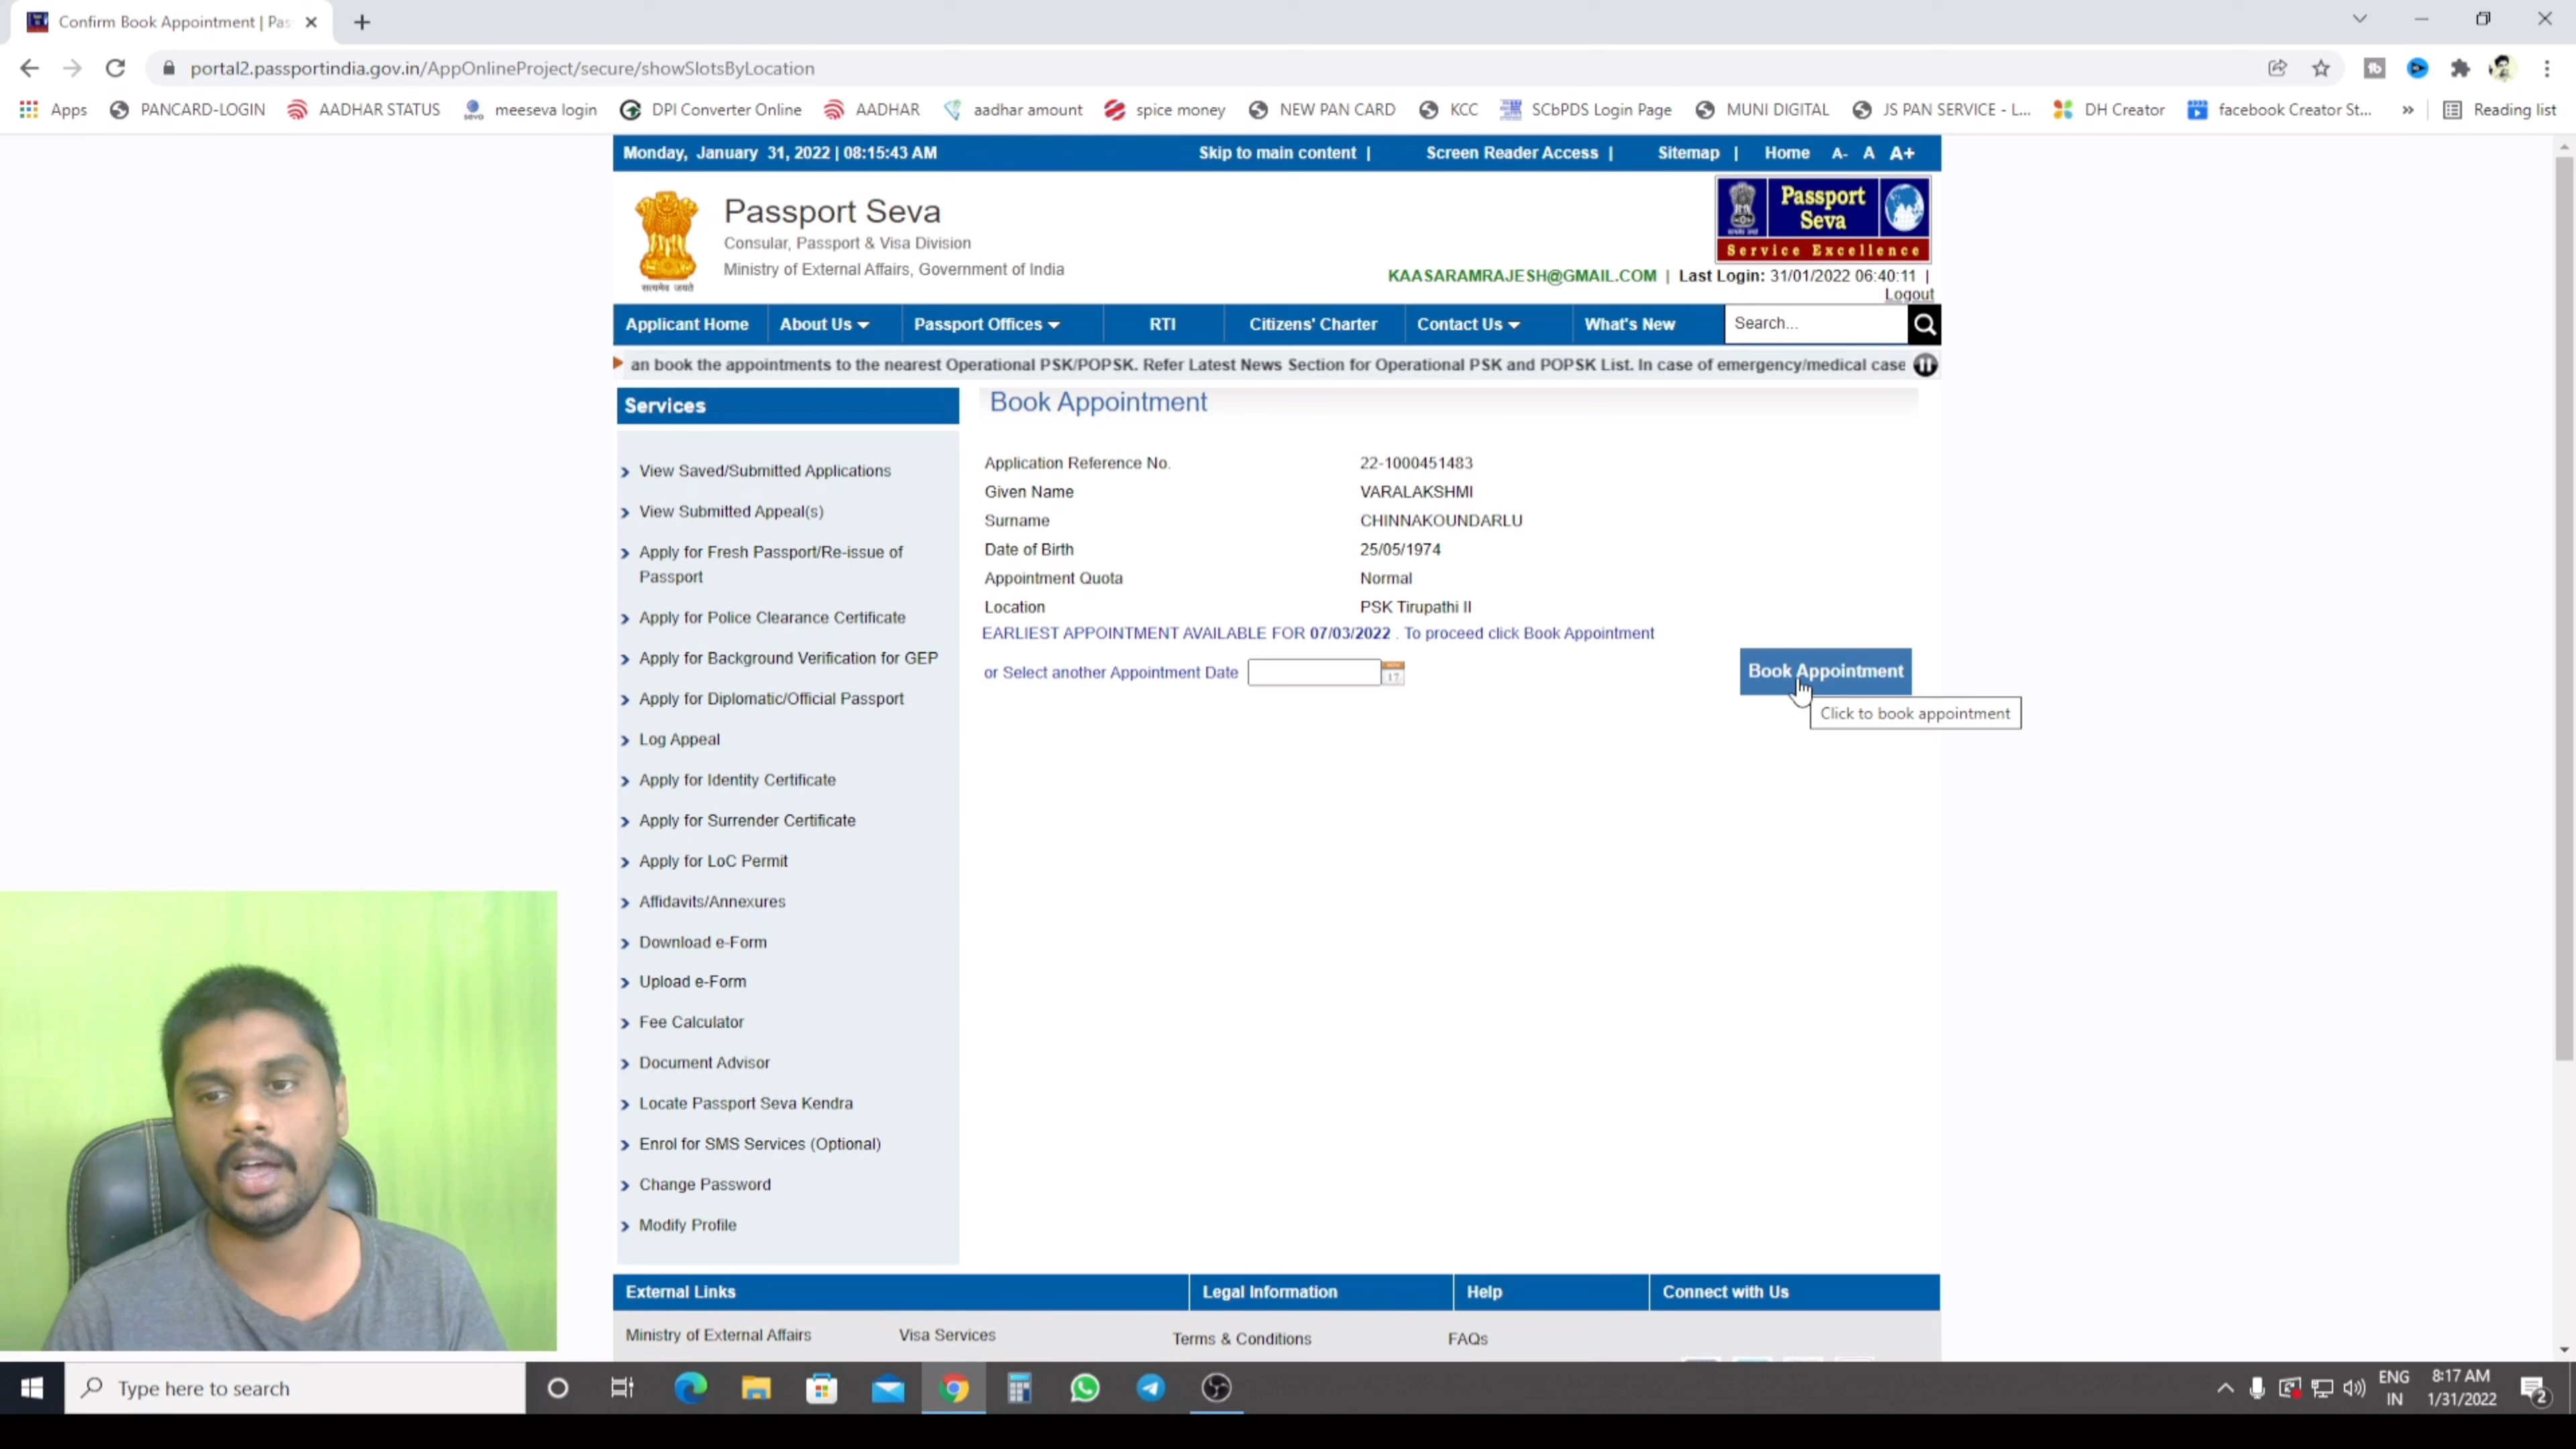 Confirm Book Appointment | Pas
portal2.passportindia.gov.in/AppOnlineProject/secure/showSlotsByLocation
Apps PANCARD-LOGIN AADHAR STATUS meeseva login DPI Converter Online AADHAR aadhar amount spice money NEW PAN CARD KCC SCbPDS Login Page MUNI DIGITAL JS PAN SERVICE - L... DH Creator facebook Creator St... » Reading list
Monday, January 31, 2022 | 08:15:43 AM Skip to main content | Screen Reader Access | Sitemap | Home A- A A+
Passport Seva
Consular, Passport & Visa Division
Ministry of External Affairs, Government of India
सत्यमेव जयते
Passport
Seva
Service Excellence
KAASARAMRAJESH@GMAIL.COM | Last Login: 31/01/2022 06:40:11 |
Logout
Applicant Home About Us Passport Offices RTI Citizens' Charter Contact Us What's New Search...
an book the appointments to the nearest Operational PSK/POPSK. Refer Latest News Section for Operational PSK and POPSK List. In case of emergency/medical case
Services
View Saved/Submitted Applications
View Submitted Appeal(s)
Apply for Fresh Passport/Re-issue of
Passport
Apply for Police Clearance Certificate
Apply for Background Verification for GEP
Apply for Diplomatic/Official Passport
Log Appeal
Apply for Identity Certificate
Apply for Surrender Certificate
Apply for LoC Permit
Affidavits/Annexures
Download e-Form
Upload e-Form
Fee Calculator
Document Advisor
Locate Passport Seva Kendra
Enrol for SMS Services (Optional)
Change Password
Modify Profile
Book Appointment
Application Reference No. 22-1000451483
Given Name VARALAKSHMI
Surname CHINNAKOUNDARLU
Date of Birth 25/05/1974
Appointment Quota Normal
Location PSK Tirupathi II
EARLIEST APPOINTMENT AVAILABLE FOR 07/03/2022 . To proceed click Book Appointment
or Select another Appointment Date
17
Book Appointment
Click to book appointment
External Links Legal Information Help Connect with Us
Ministry of External Affairs Visa Services Terms & Conditions FAQs
Type here to search
ENG
IN
8:17 AM
1/31/2022
2